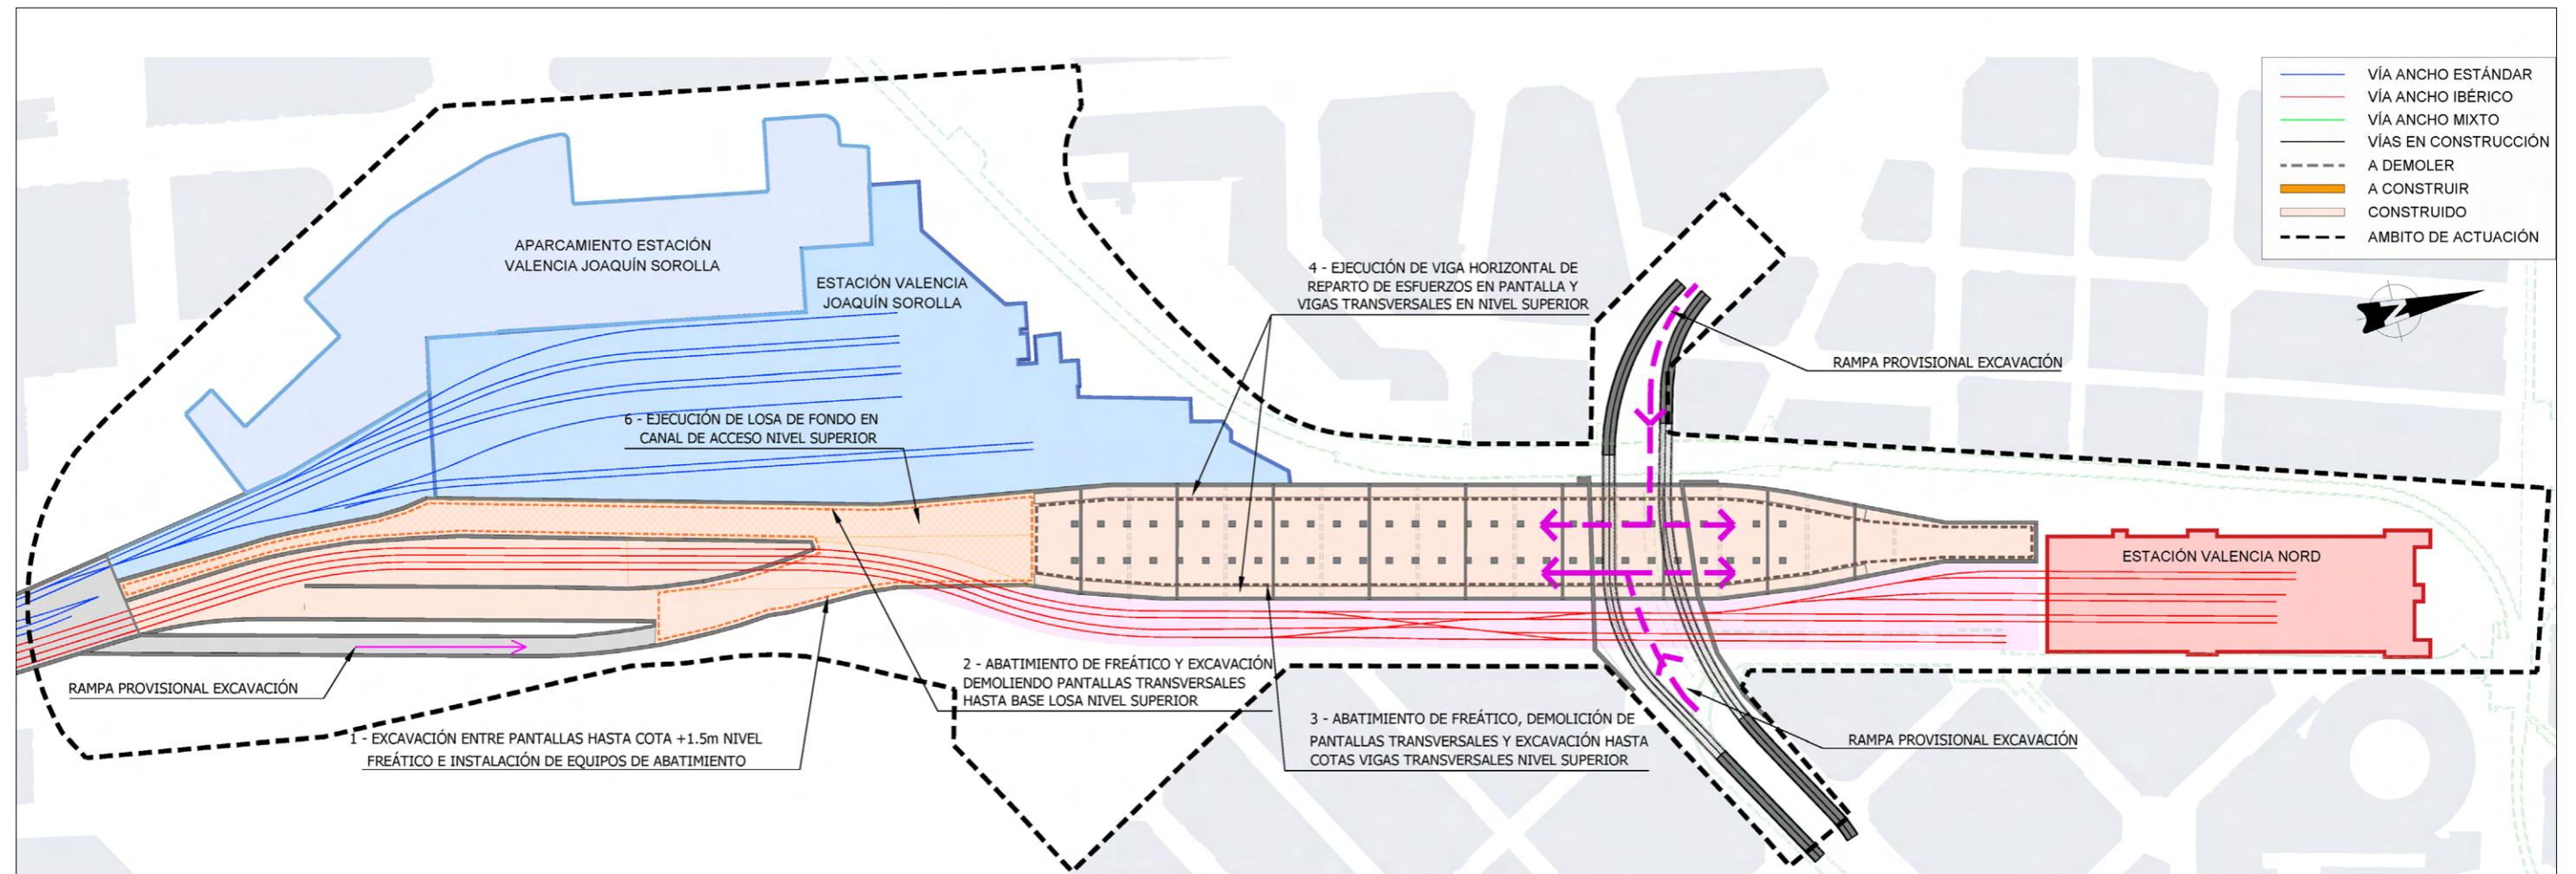 VÍA ANCHO ESTÁNDAR
VÍA ANCHO IBÉRICO
VÍA ANCHO MIXTO
VÍAS EN CONSTRUCCIÓN
A DEMOLER
A CONSTRUIR
CONSTRUIDO
AMBITO DE ACTUACIÓN
APARCAMIENTO ESTACIÓN
VALENCIA JOAQUÍN SOROLLA
ESTACIÓN VALENCIA
JOAQUÍN SOROLLA
4 - EJECUCIÓN DE VIGA HORIZONTAL DE
REPARTO DE ESFUERZOS EN PANTALLA Y
VIGAS TRANSVERSALES EN NIVEL SUPERIOR
RAMPA PROVISIONAL EXCAVACIÓN
6 - EJECUCIÓN DE LOSA DE FONDO EN
CANAL DE ACCESO NIVEL SUPERIOR
ESTACIÓN VALENCIA NORD
RAMPA PROVISIONAL EXCAVACIÓN
2 - ABATIMIENTO DE FREÁTICO Y EXCAVACIÓN
DEMOLIENDO PANTALLAS TRANSVERSALES
HASTA BASE LOSA NIVEL SUPERIOR
1 - EXCAVACIÓN ENTRE PANTALLAS HASTA COTA +1.5m NIVEL
FREÁTICO E INSTALACIÓN DE EQUIPOS DE ABATIMIENTO
3 - ABATIMIENTO DE FREÁTICO, DEMOLICIÓN DE
PANTALLAS TRANSVERSALES Y EXCAVACIÓN HASTA
COTAS VIGAS TRANSVERSALES NIVEL SUPERIOR
RAMPA PROVISIONAL EXCAVACIÓN